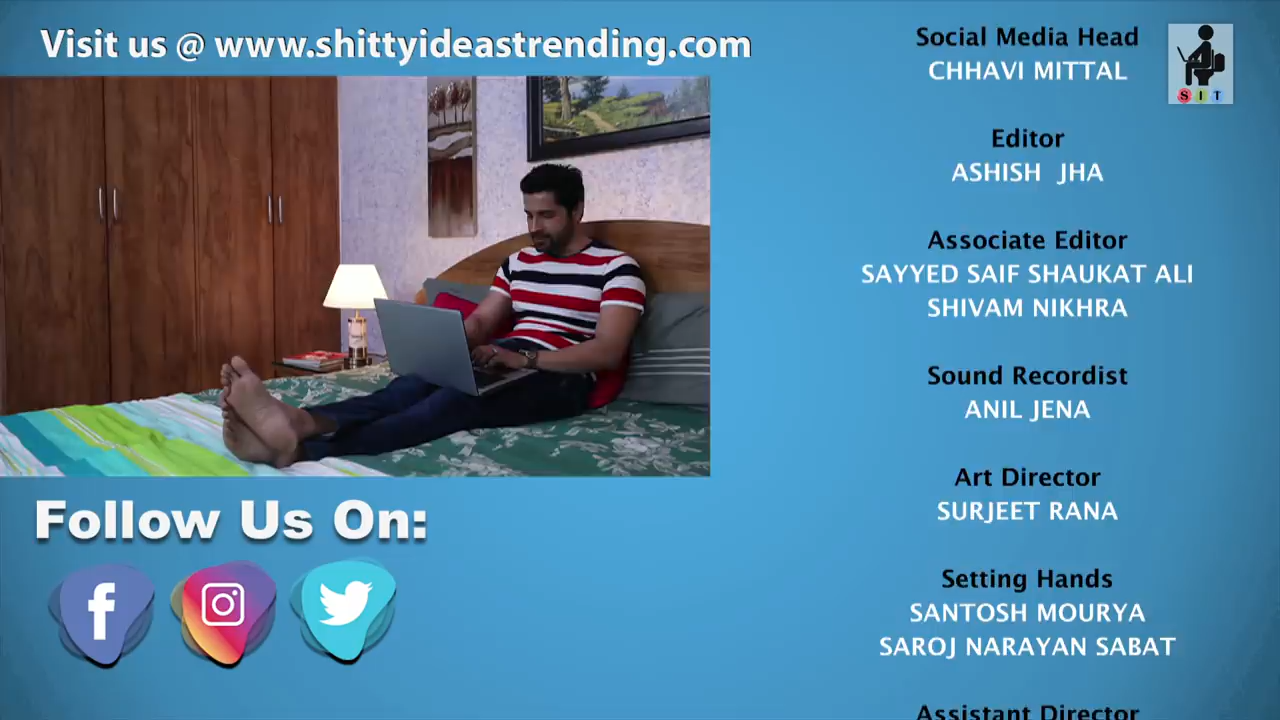 Visit us @ www.shittyideastrending.com
Follow Us On:
Social Media Head
CHHAVI MITTAL
Editor
ASHISH JHA
Associate Editor
SAYYED SAIF SHAUKAT ALI
SHIVAM NIKHRA
Sound Recordist
ANIL JENA
Art Director
SURJEET RANA
Setting Hands
SANTOSH MOURYA
SAROJ NARAYAN SABAT
Assistant Director
SIT